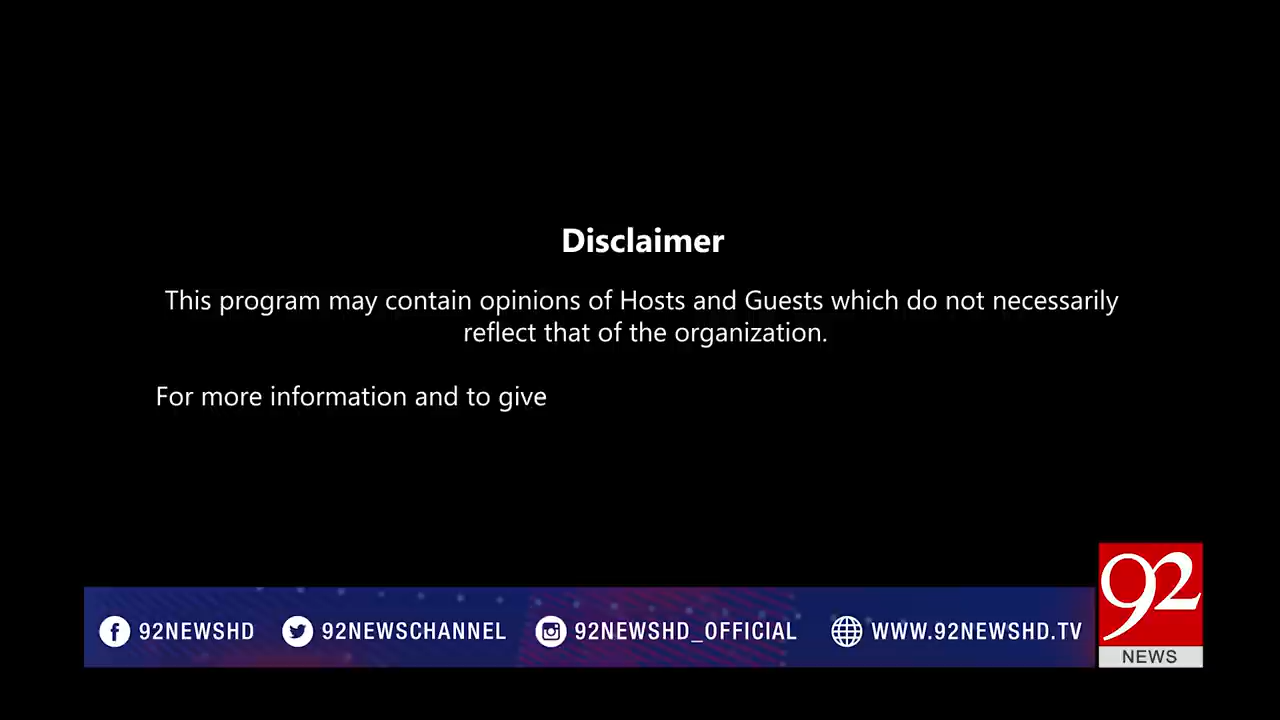 Disclaimer
This program may contain opinions of Hosts and Guests which do not necessarily
reflect that of the organization.
For more information and to give
92NEWSHD
92NEWSCHANNEL
92NEWSHD_OFFICIAL
WWW.92NEWSHD.TV
92
NEWS